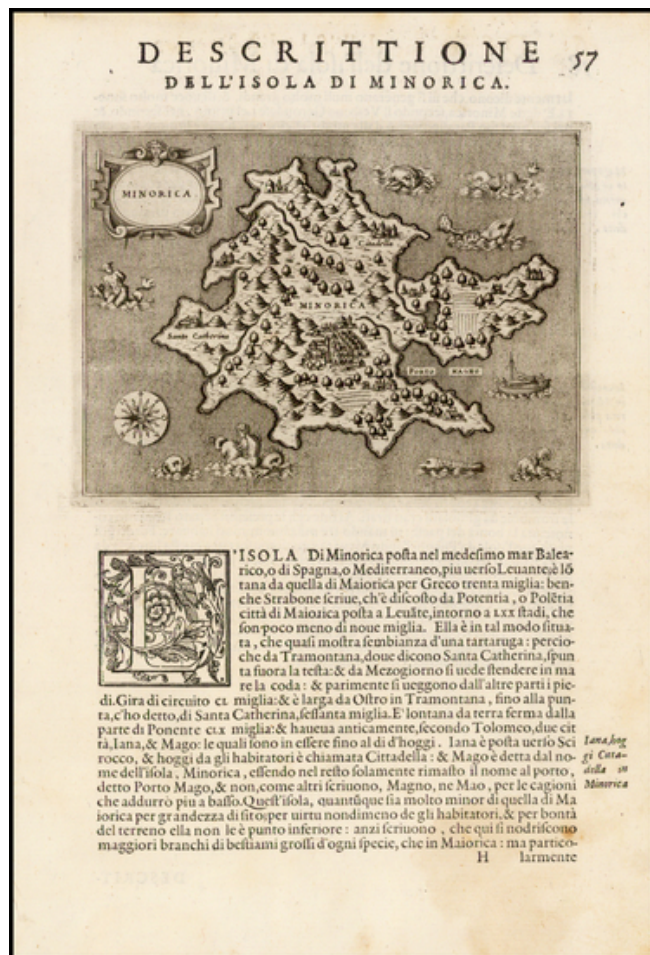 DESCRITTIONE
57
DELL'ISOLA DI MINORICA.
MINORICA
Citadella
MINORICA
Santa Catherina
Porto MAGRO
L'ISOLA Di Minorica posta nel medesimo mar Balea-
rico, o di Spagna, o Mediterraneo, piu uerso Leuante, è lõ
tana da quella di Maiorica per Greco trenta miglia: ben-
che Strabone scriue, ch'è discosto da Potentia, o Polẽtia
città di Maioaica posta a Leuãte, intorno a LXX stadi, che
son poco meno di noue miglia. Ella è in tal modo situa-
ta, che quasi mostra sembianza d'una tartaruga: percio-
che da Tramontana, doue dicono Santa Catherina, spun
ta fuora la testa: & da Mezogiorno si uede stendere in ma
re la coda: & parimente si ueggono dall'altre parti i pie-
di. Gira di circuito CL miglia: & è larga da Ostro in Tramontana, fino alla pun-
ta, c'ho detto, di Santa Catherina, sessanta miglia. E' lontana da terra ferma dalla
parte di Ponente CLX miglia: & haueua anticamente, secondo Tolomeo, due cit
tà, Iana, & Mago: le quali sono in essere fino al dì d'hoggi. Iana è posta uerso Sci
rocco, & hoggi da gli habitatori è chiamata Cittadella: & Mago è detta dal no-
me dell'isola, Minorica, essendo nel resto solamente rimasto il nome al porto,
detto Porto Mago, & non, come altri scriuono, Magno, ne Mao, per le cagioni
che addurrò piu a basso. Quest'isola, quantũque sia molto minor di quella di Ma
iorica per grandezza di sito; per uirtu nondimeno de gli habitatori, & per bontà
del terreno ella non le è punto inferiore: anzi scriuono, che qui si nodriscono
maggiori branchi di bestiami grossi d'ogni specie, che in Maiorica: ma partico-
H larmente
Iana, hog
gi Citta-
della in
Minorica